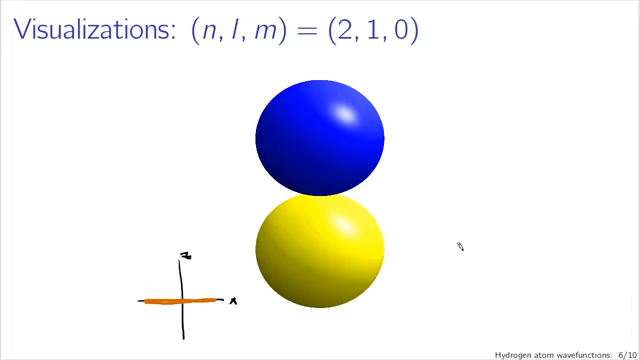 Visualizations: (n, l, m) = (2, 1, 0)
z
x
Hydrogen atom wavefunctions: 6/10